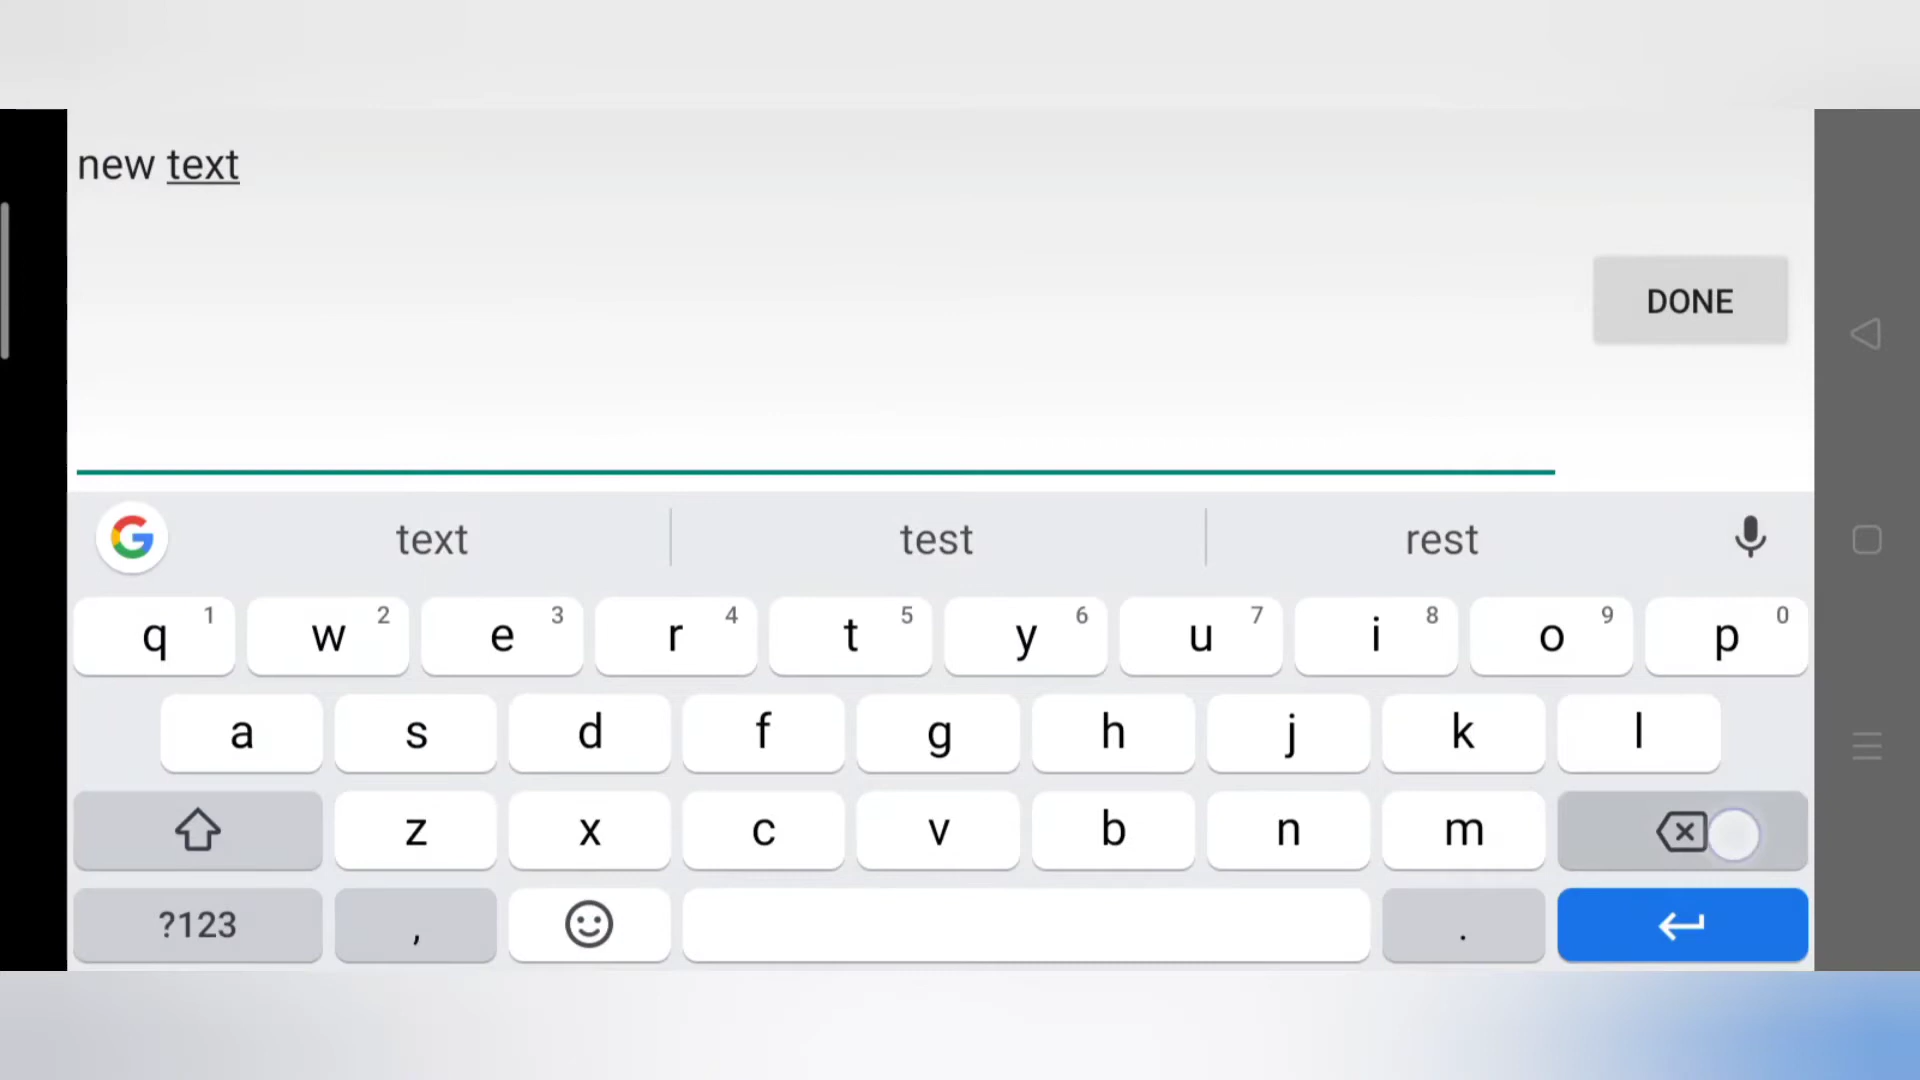 new text
DONE
G text test rest
q 1 w 2 e 3 r 4 t 5 y 6 u 7 i 8 o 9 p 0
a s d f g h j k l
z x c v b n m
?123 , .